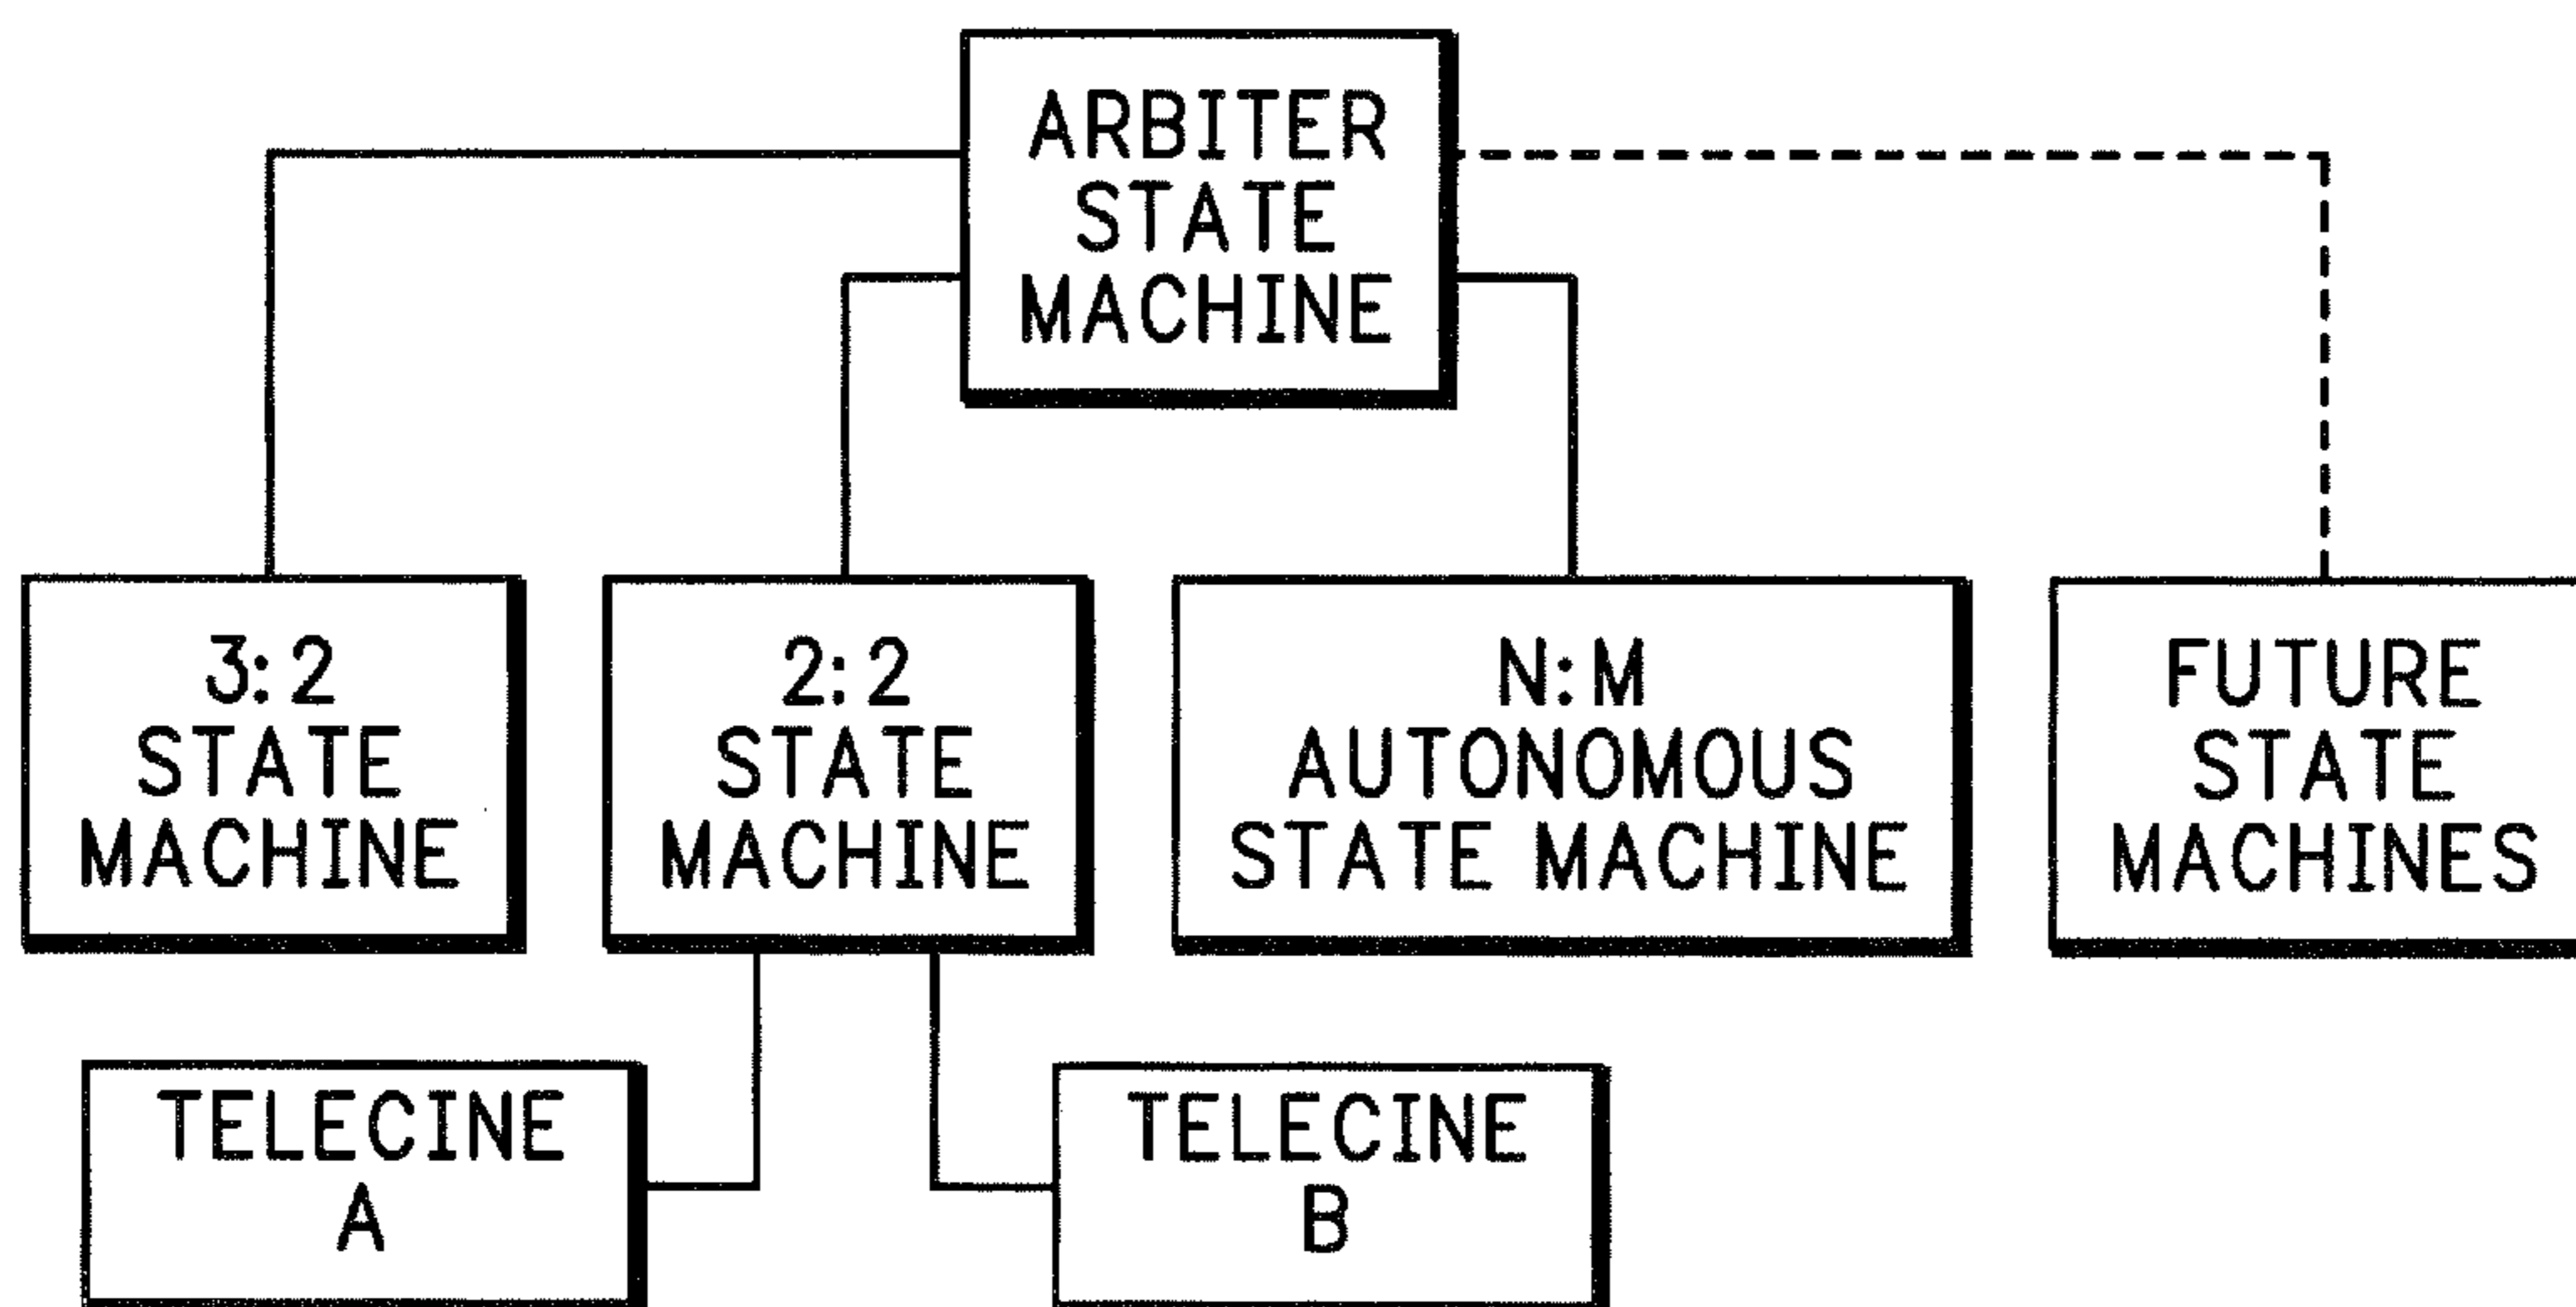 ARBITER
STATE
MACHINE
3:2
STATE
MACHINE
2:2
STATE
MACHINE
N:M
AUTONOMOUS
STATE MACHINE
FUTURE
STATE
MACHINES
TELECINE
A
TELECINE
B